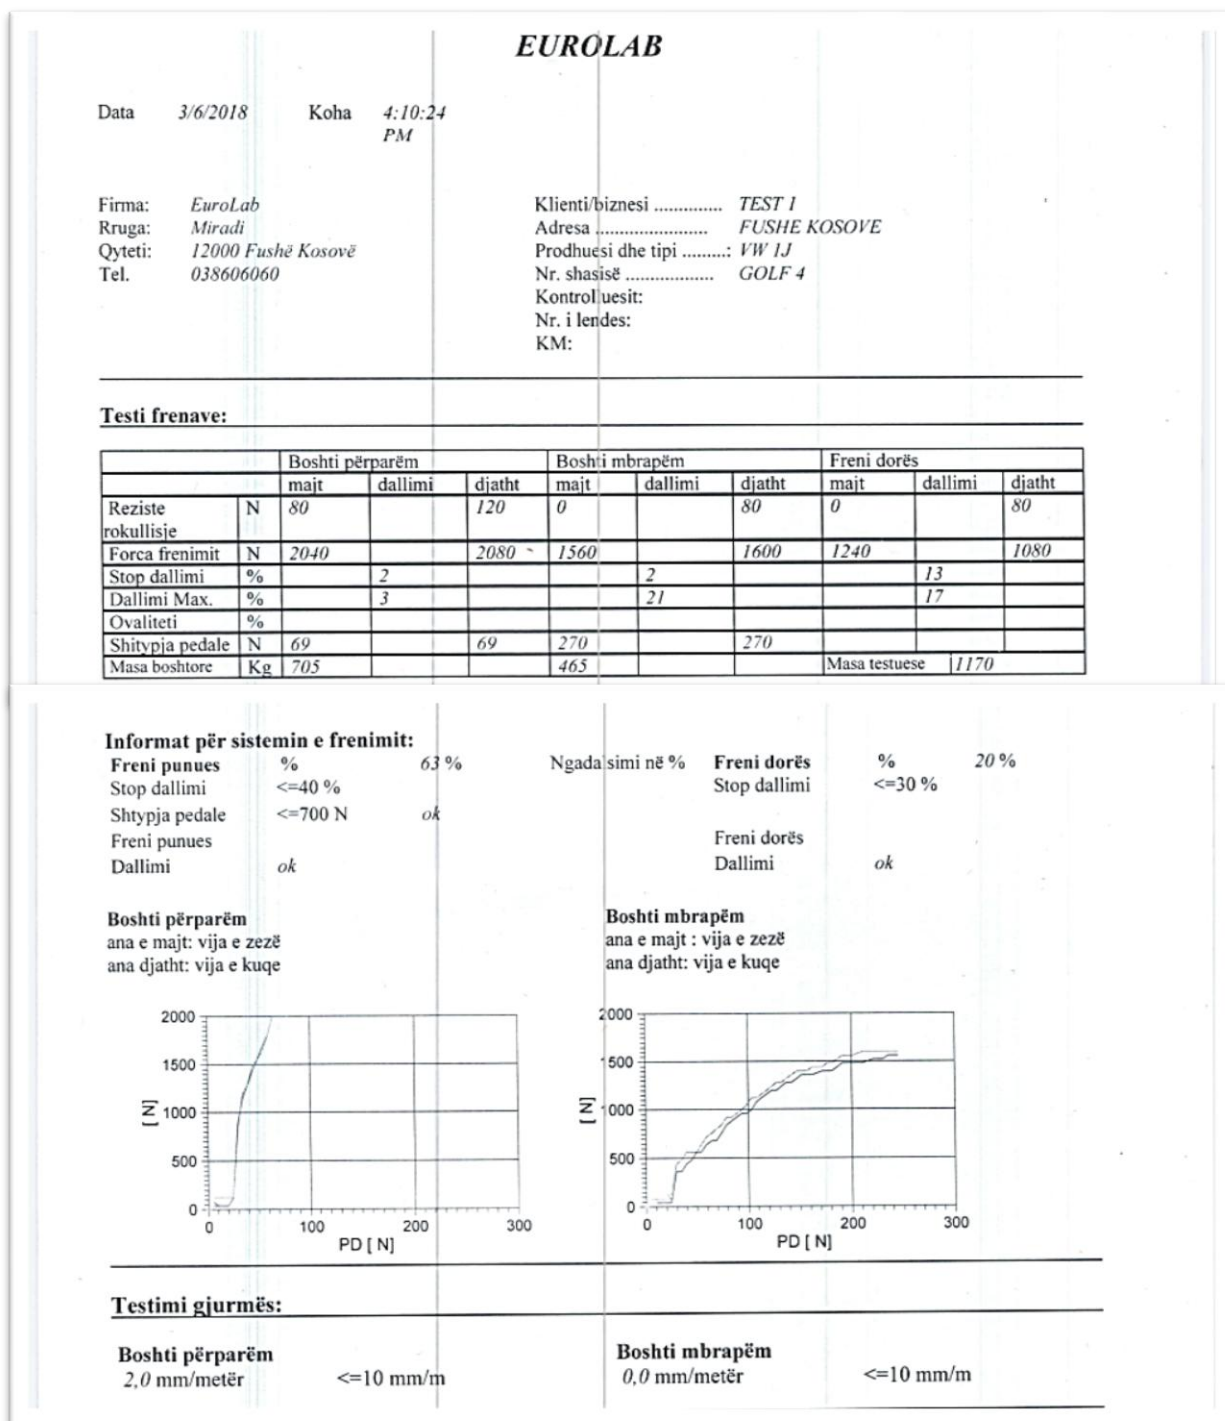 EUROLAB
Data 3/6/2018 Koha 4:10:24 PM
Firma: EuroLab
Rruga: Miradi
Qyteti: 12000 Fushë Kosovë
Tel. 038606060
Klienti/biznesi .............. TEST 1
Adresa ....................... FUSHE KOSOVE
Prodhuesi dhe tipi .........: VW 1J
Nr. shasisë .................. GOLF 4
Kontrolluesit:
Nr. i lendes:
KM:
Testi frenave:
Boshti përparëm Boshti mbrapëm Freni dorës
majt dallimi djatht majt dallimi djatht majt dallimi djatht
Reziste rokullisje N 80 120 0 80 0 80
Forca frenimit N 2040 2080 1560 1600 1240 1080
Stop dallimi % 2 2 13
Dallimi Max. % 3 21 17
Ovaliteti %
Shitypja pedale N 69 69 270 270
Masa boshtore Kg 705 465 Masa testuese 1170
Informat për sistemin e frenimit:
Freni punues % 63 % Ngadalsimi në % Freni dorës % 20 %
Stop dallimi <=40 % Stop dallimi <=30 %
Shtypja pedale <=700 N ok
Freni punues Freni dorës
Dallimi ok Dallimi ok
Boshti përparëm
ana e majt: vija e zezë
ana djatht: vija e kuqe
Boshti mbrapëm
ana e majt : vija e zezë
ana djatht: vija e kuqe
2000
1500
1000
500
0
[ N]
0 100 200 300
PD [ N]
2000
1500
1000
500
0
[ N]
0 100 200 300
PD [ N]
Testimi gjurmës:
Boshti përparëm Boshti mbrapëm
2,0 mm/metër <=10 mm/m 0,0 mm/metër <=10 mm/m